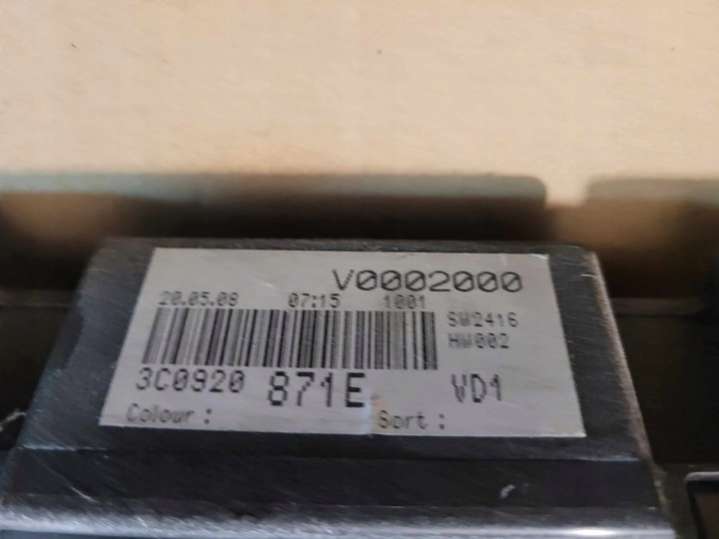 V0002000
20.05.08 07:15 1001
SW2416
HW002
3C0920 871E VD1
Colour : Sort :